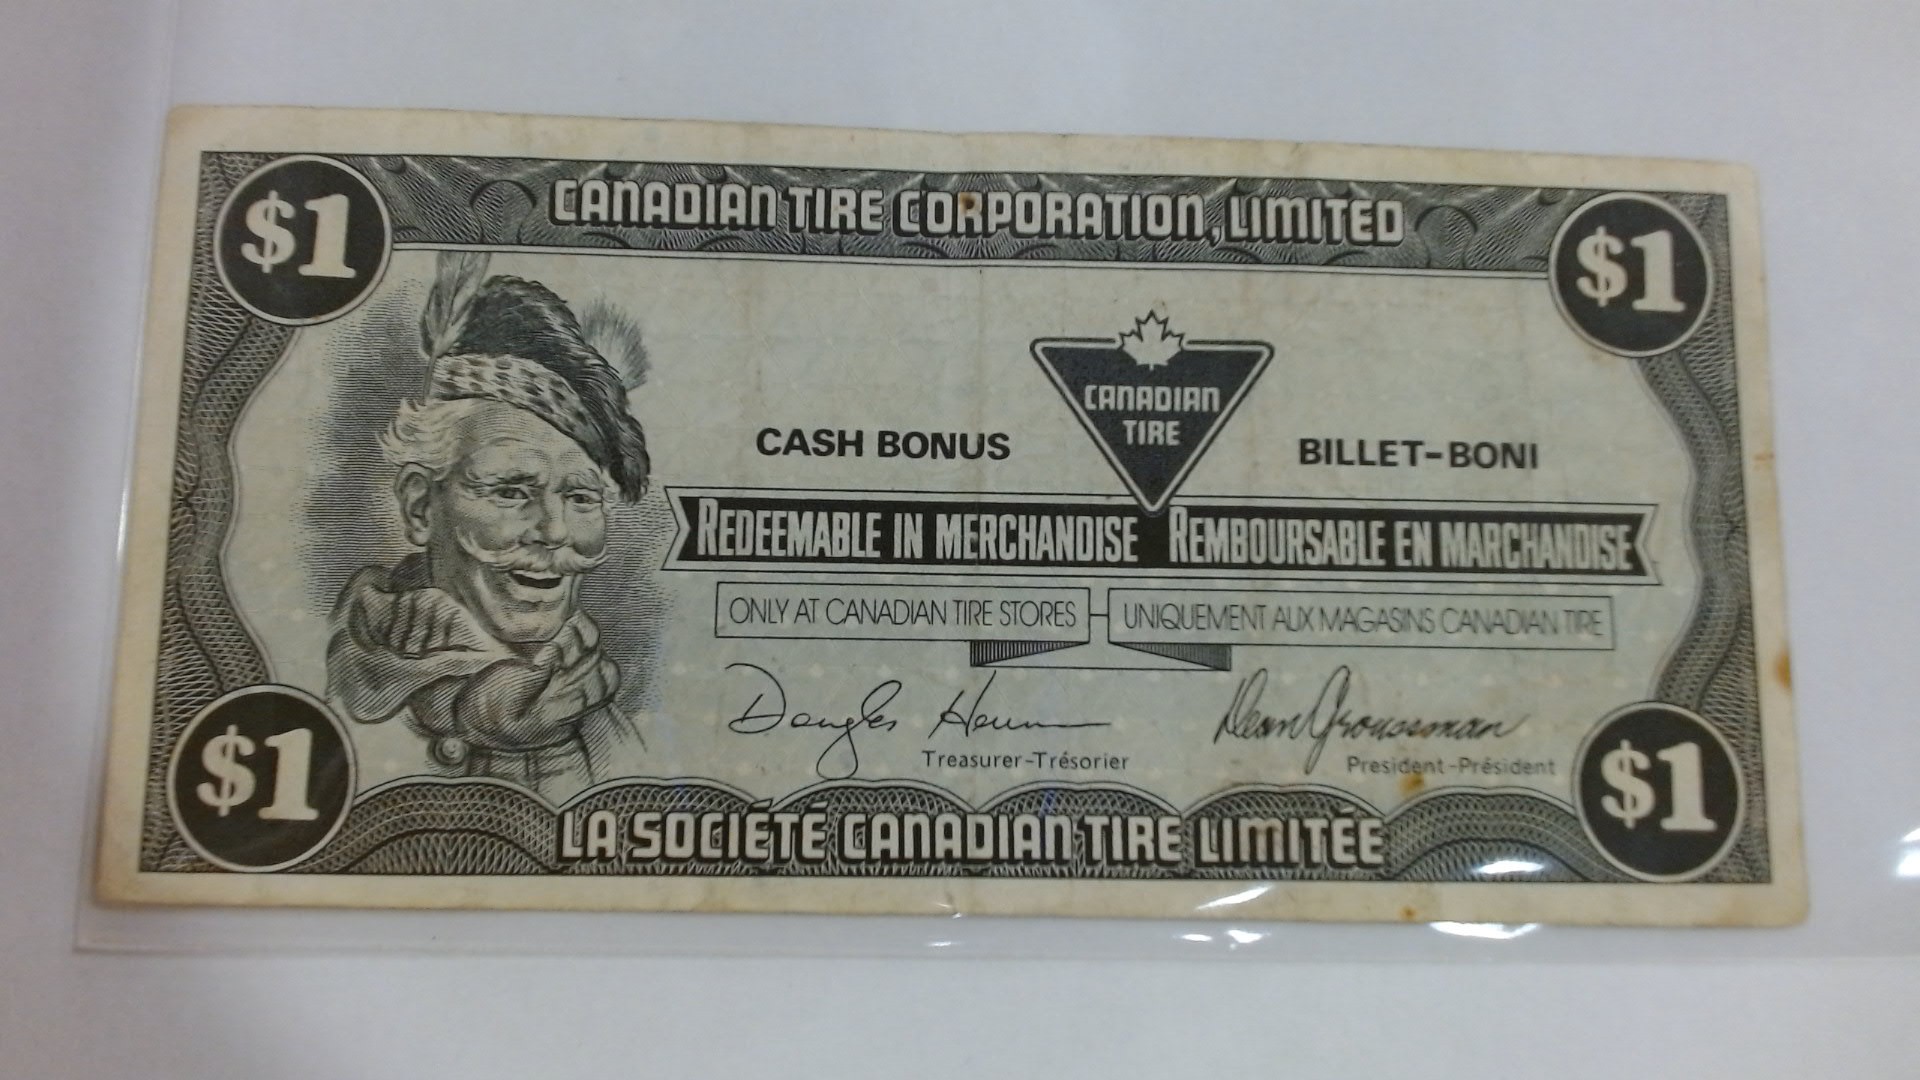 $1
CANADIAN TIRE CORPORATION, LIMITED
$1
CANADIAN
TIRE
CASH BONUS
BILLET-BONI
REDEEMABLE IN MERCHANDISE REMBOURSABLE EN MARCHANDISE
ONLY AT CANADIAN TIRE STORES
UNIQUEMENT AUX MAGASINS CANADIAN TIRE
Dean Groussman
Treasurer-Trésorier
President-Président
$1
LA SOCIÉTÉ CANADIAN TIRE LIMITÉE
$1